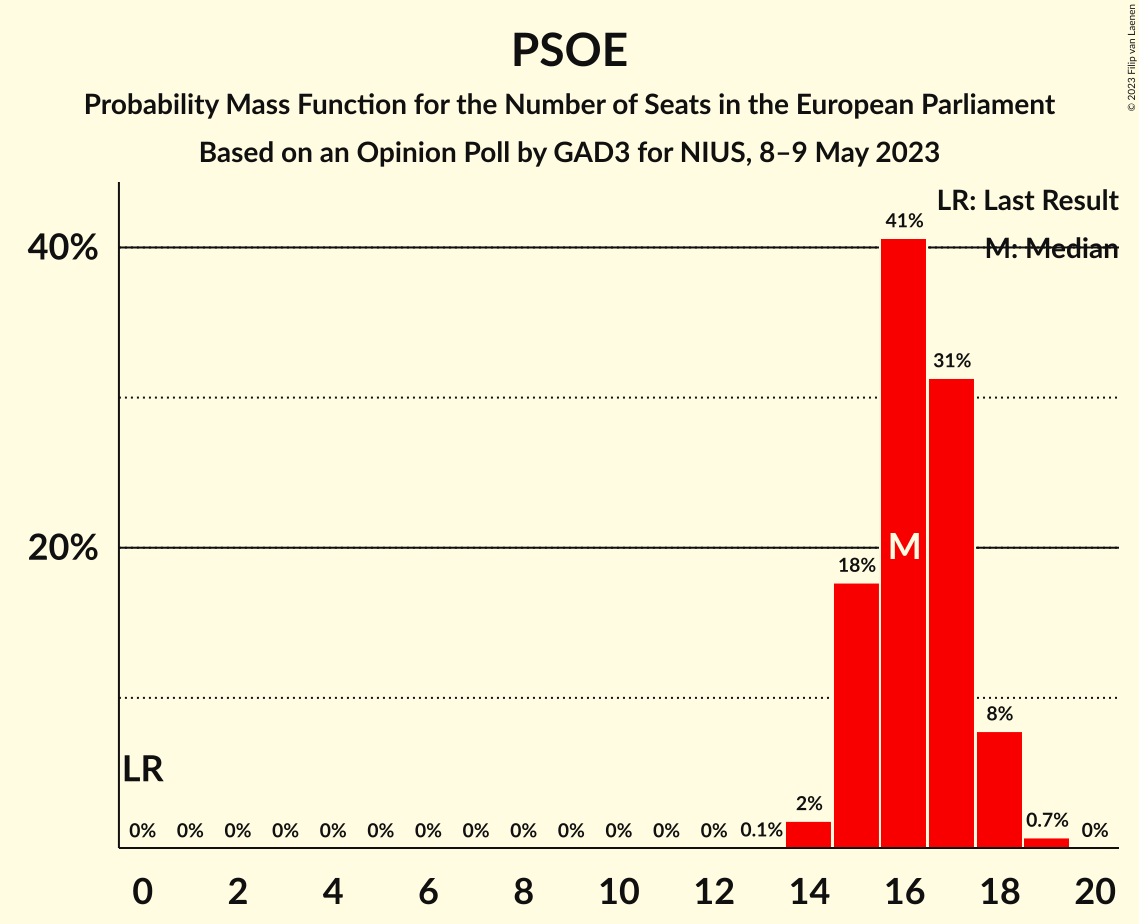 PSOE
Probability Mass Function for the Number of Seats in the European Parliament
Based on an Opinion Poll by GAD3 for NIUS, 8–9 May 2023
© 2023 Filip van Laenen
LR: Last Result
M: Median
40%
20%
41%
31%
M
18%
8%
LR
2%
0% 0% 0% 0% 0% 0% 0% 0% 0% 0% 0% 0% 0% 0.1% 0.7% 0%
0 2 4 6 8 10 12 14 16 18 20